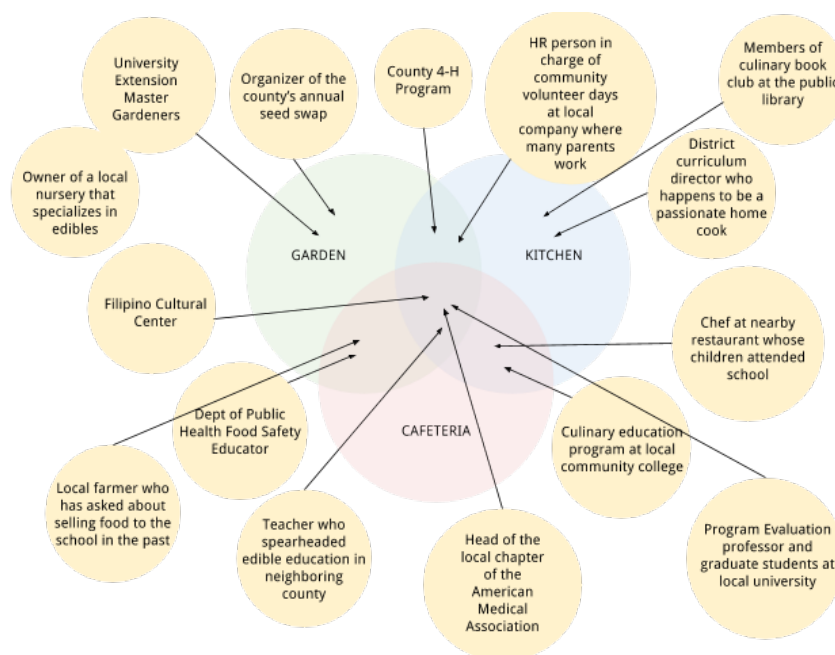 University
Extension
Master
Gardeners
Organizer of the
county's annual
seed swap
County 4-H
Program
HR person in
charge of
community
volunteer days
at local
company where
many parents
work
Members of
culinary book
club at the public
library
Owner of a local
nursery that
specializes in
edibles
District
curriculum
director who
happens to be a
passionate home
cook
GARDEN
KITCHEN
Filipino Cultural
Center
Chef at nearby
restaurant whose
children attended
school
Dept of Public
Health Food Safety
Educator
CAFETERIA
Culinary education
program at local
community college
Local farmer who
has asked about
selling food to the
school in the past
Teacher who
spearheaded
edible education in
neighboring
county
Head of the
local chapter
of the
American
Medical
Association
Program Evaluation
professor and
graduate students at
local university